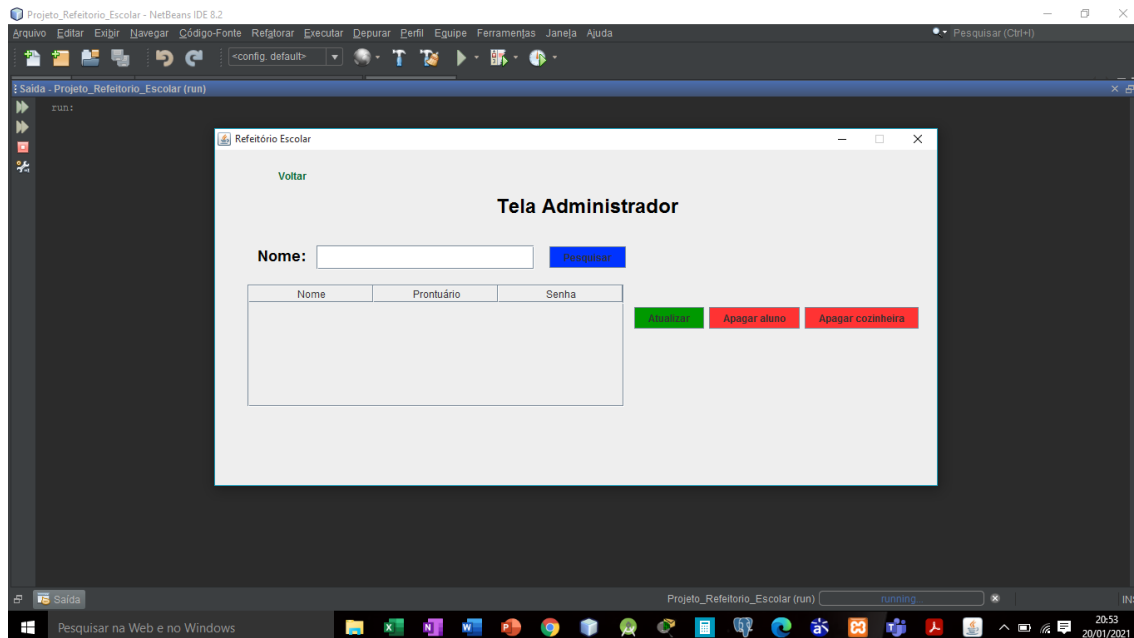 Projeto_Refeitorio_Escolar - NetBeans IDE 8.2
Arquivo Editar Exibir Navegar Código-Fonte Refatorar Executar Depurar Perfil Equipe Ferramentas Janela Ajuda
Pesquisar (Ctrl+I)
<config. default>
Saída - Projeto_Refeitorio_Escolar (run)
run:
Refeitório Escolar
Voltar
Tela Administrador
Nome:
Pesquisar
Nome Prontuário Senha
Atualizar Apagar aluno Apagar cozinheira
Saída
Projeto_Refeitorio_Escolar (run) running...
INS
Pesquisar na Web e no Windows
20:53
20/01/2021